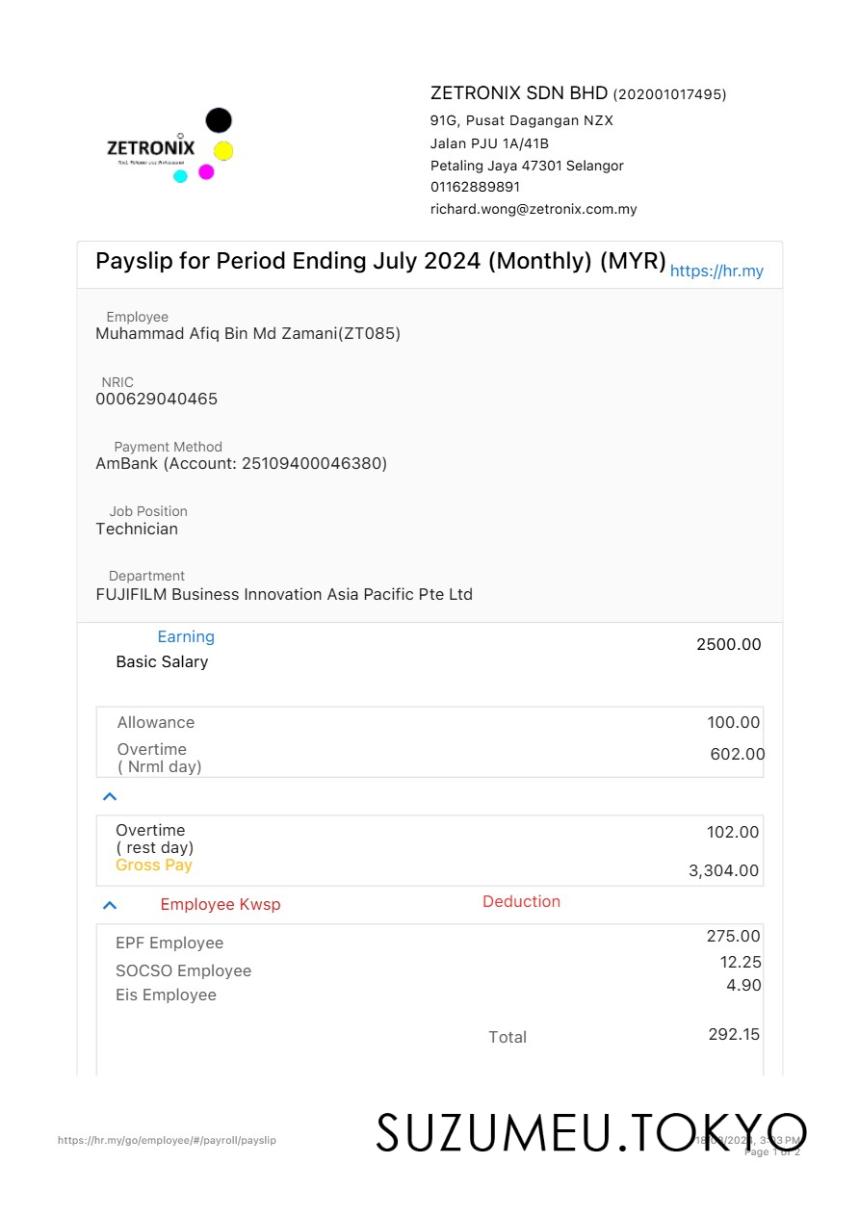 ZETRONIX SDN BHD (202001017495)
91G, Pusat Dagangan NZX
Jalan PJU 1A/41B
Petaling Jaya 47301 Selangor
01162889891
richard.wong@zetronix.com.my
ZETRONIX
Payslip for Period Ending July 2024 (Monthly) (MYR) https://hr.my
Employee
Muhammad Afiq Bin Md Zamani(ZT085)
NRIC
000629040465
Payment Method
AmBank (Account: 25109400046380)
Job Position
Technician
Department
FUJIFILM Business Innovation Asia Pacific Pte Ltd
Earning
Basic Salary 2500.00
Allowance 100.00
Overtime 602.00
( Nrml day)
Overtime 102.00
( rest day)
Gross Pay 3,304.00
Employee Kwsp Deduction
EPF Employee 275.00
SOCSO Employee 12.25
Eis Employee 4.90
Total 292.15
SUZUMEU.TOKYO
https://hr.my/go/employee/#/payroll/payslip 3:03 PM
Page 1 of 2